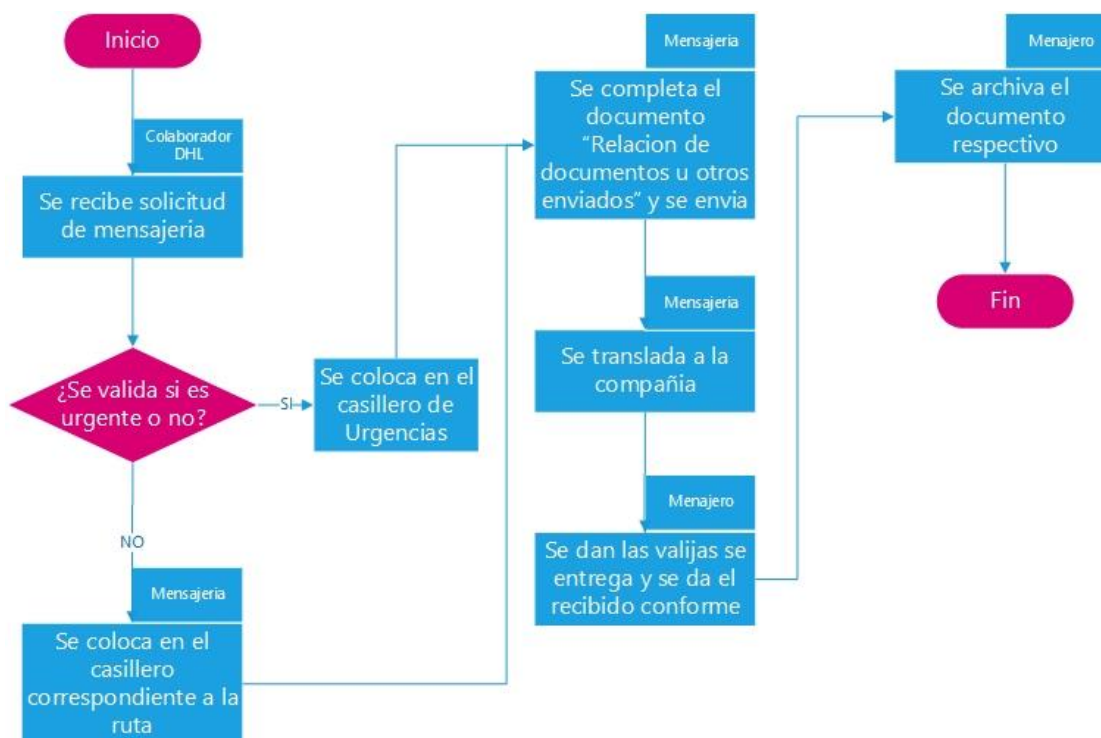 Inicio
Colaborador
DHL
Se recibe solicitud
de mensajeria
¿Se valida si es
urgente o no?
SI
Se coloca en el
casillero de
Urgencias
NO
Mensajeria
Se coloca en el
casillero
correspondiente a la
ruta
Mensajeria
Se completa el
documento
“Relacion de
documentos u otros
enviados” y se envia
Mensajeria
Se translada a la
compañia
Menajero
Se dan las valijas se
entrega y se da el
recibido conforme
Menajero
Se archiva el
documento
respectivo
Fin